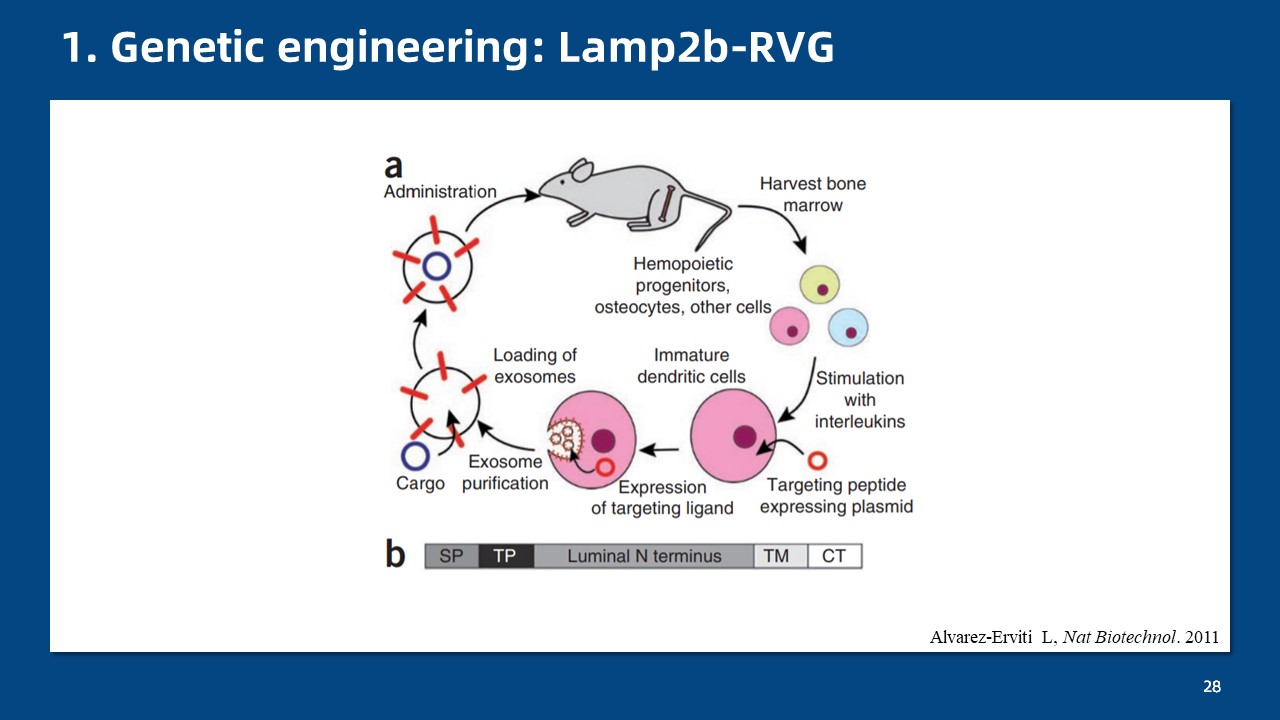 1. Genetic engineering: Lamp2b-RVG
a
Administration
Harvest bone
marrow
Hemopoietic
progenitors,
osteocytes, other cells
Loading of
exosomes
Immature
dendritic cells
Stimulation
with
interleukins
Cargo
Exosome
purification
Expression
of targeting ligand
Targeting peptide
expressing plasmid
b
SP TP Luminal N terminus TM CT
Alvarez-Erviti L, Nat Biotechnol. 2011
28